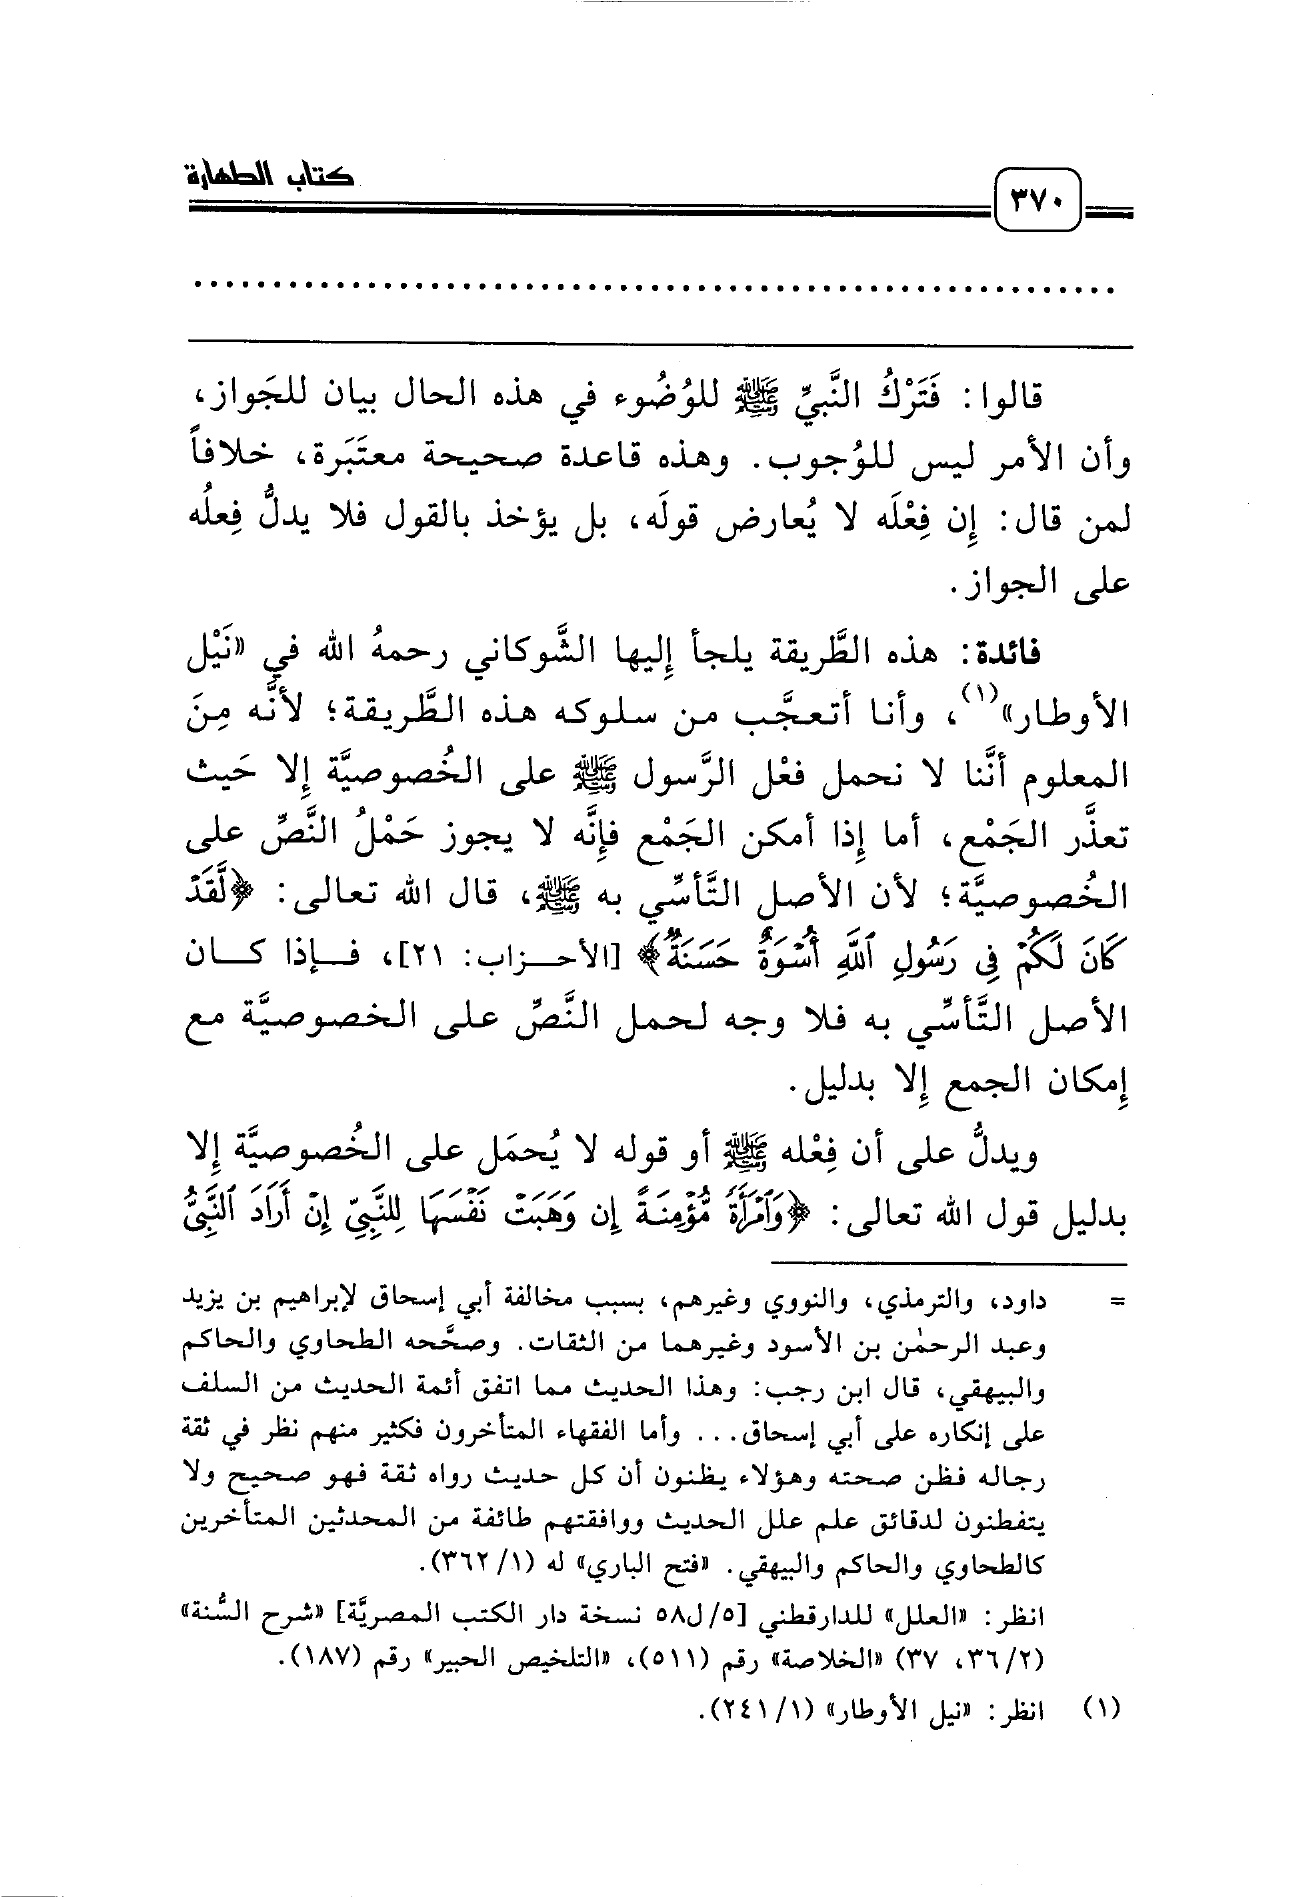 كتاب الطهارة
٣٧٠
قالوا: فَتَرْكُ النَّبيِّ ﷺ للوُضُوء في هذه الحال بيان للجَواز،
وأن الأمر ليس للوُجوب. وهذه قاعدة صحيحة معتَبَرة، خلافاً
لمن قال: إِن فِعْلَه لا يُعارض قولَه، بل يؤخذ بالقول فلا يدلُّ فِعلُه
على الجواز.
فائدة: هذه الطَّريقة يلجأ إِليها الشَّوكاني رحمهُ الله في «نَيْل
الأوطار»(١)، وأنا أتعجَّب من سلوكه هذه الطَّريقة؛ لأنَّه مِنَ
المعلوم أنَّنا لا نحمل فعْل الرَّسول ﷺ على الخُصوصيَّة إِلا حَيث
تعذَّر الجَمْع، أما إِذا أمكن الجَمْع فإِنَّه لا يجوز حَمْلُ النَّصِّ على
الخُصوصيَّة؛ لأن الأصل التَّأسِّي به ﷺ، قال الله تعالى: ﴿لَّقَدْ
كَانَ لَكُمْ فِى رَسُولِ ٱللَّهِ أُسْوَةٌ حَسَنَةٌ﴾ [الأحزاب: ٢١]، فإِذا كان
الأصل التَّأسِّي به فلا وجه لحمل النَّصِّ على الخصوصيَّة مع
إِمكان الجمع إِلا بدليل.
ويدلُّ على أن فِعْله ﷺ أو قوله لا يُحمَل على الخُصوصيَّة إِلا
بدليل قول الله تعالى: ﴿وَٱمْرَأَةً مُّؤْمِنَةً إِن وَهَبَتْ نَفْسَهَا لِلنَّبِىِّ إِنْ أَرَادَ ٱلنَّبِىُّ
= داود، والترمذي، والنووي وغيرهم، بسبب مخالفة أبي إسحاق لإبراهيم بن يزيد
وعبد الرحمٰن بن الأسود وغيرهما من الثقات. وصحَّحه الطحاوي والحاكم
والبيهقي، قال ابن رجب: وهذا الحديث مما اتفق أئمة الحديث من السلف
على إنكاره على أبي إسحاق... وأما الفقهاء المتأخرون فكثير منهم نظر في ثقة
رجاله فظن صحته وهؤلاء يظنون أن كل حديث رواه ثقة فهو صحيح ولا
يتفطنون لدقائق علم علل الحديث ووافقتهم طائفة من المحدثين المتأخرين
كالطحاوي والحاكم والبيهقي. «فتح الباري» له (١/ ٣٦٢).
انظر: «العلل» للدارقطني [٥/ل٥٨ نسخة دار الكتب المصريَّة] «شرح السُّنة»
(٢/ ٣٦، ٣٧) «الخلاصة» رقم (٥١١)، «التلخيص الحبير» رقم (١٨٧).
(١) انظر: «نيل الأوطار» (١/ ٢٤١).